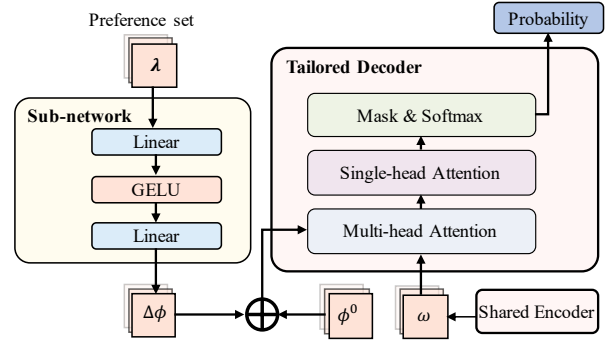 Preference set
λ
Sub-network
Linear
GELU
Linear
Δϕ
Probability
Tailored Decoder
Mask & Softmax
Single-head Attention
Multi-head Attention
ϕ⁰
ω
Shared Encoder